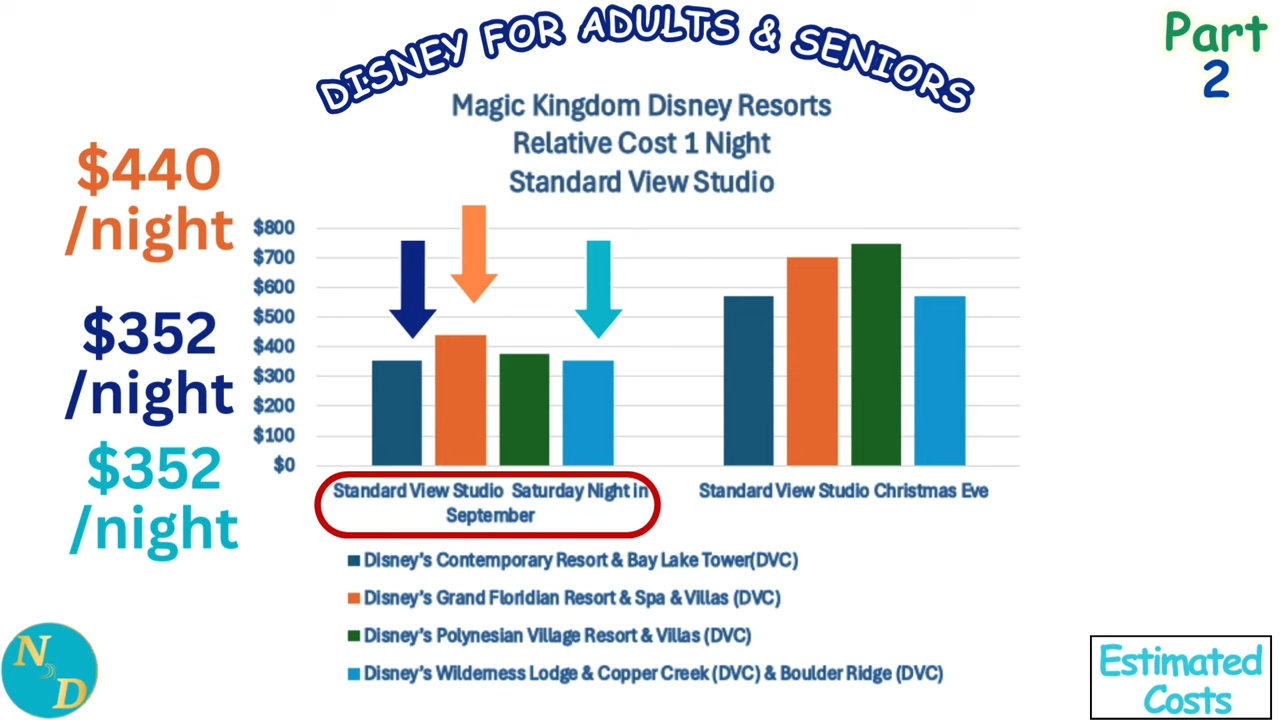 DISNEY FOR ADULTS & SENIORS
Part
2
Magic Kingdom Disney Resorts
Relative Cost 1 Night
Standard View Studio
$440
/night
$352
/night
$352
/night
$800
$700
$600
$500
$400
$300
$200
$100
$0
Standard View Studio Saturday Night in
September
Standard View Studio Christmas Eve
Disney's Contemporary Resort & Bay Lake Tower(DVC)
Disney's Grand Floridian Resort & Spa & Villas (DVC)
Disney's Polynesian Village Resort & Villas (DVC)
Disney's Wilderness Lodge & Copper Creek (DVC) & Boulder Ridge (DVC)
N
D
Estimated
Costs